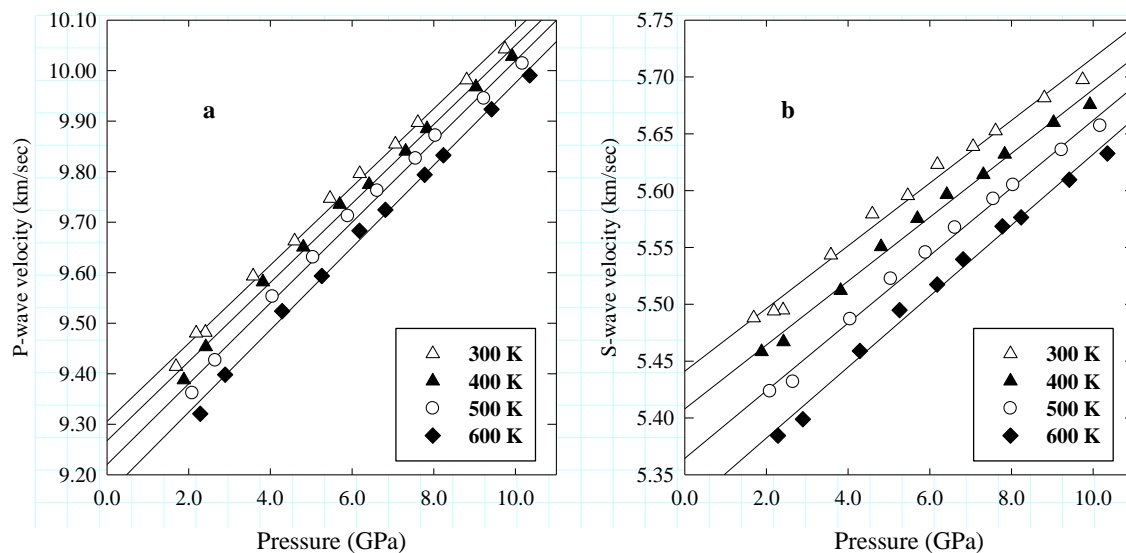 10.10
10.00
9.90
9.80
9.70
9.60
9.50
9.40
9.30
9.20
P-wave velocity (km/sec)
a
300 K
400 K
500 K
600 K
0.0 2.0 4.0 6.0 8.0 10.0
Pressure (GPa)
5.75
5.70
5.65
5.60
5.55
5.50
5.45
5.40
5.35
S-wave velocity (km/sec)
b
300 K
400 K
500 K
600 K
0.0 2.0 4.0 6.0 8.0 10.0
Pressure (GPa)